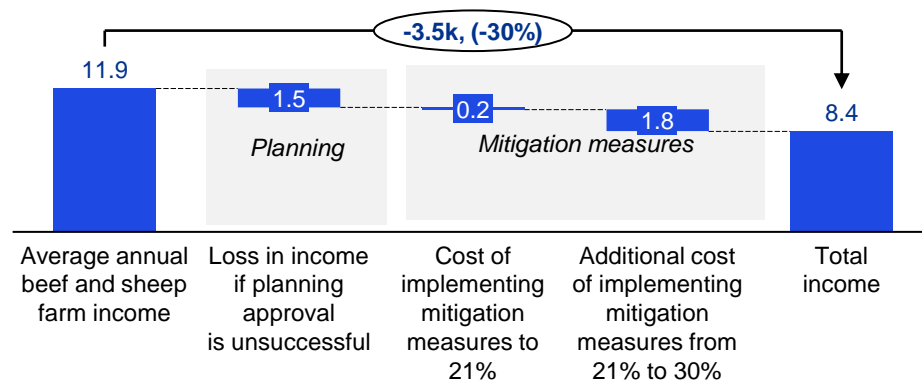 -3.5k, (-30%)
11.9
1.5
0.2
1.8
8.4
Planning
Mitigation measures
Average annual
beef and sheep
farm income
Loss in income
if planning
approval
is unsuccessful
Cost of
implementing
mitigation
measures to
21%
Additional cost
of implementing
mitigation
measures from
21% to 30%
Total
income